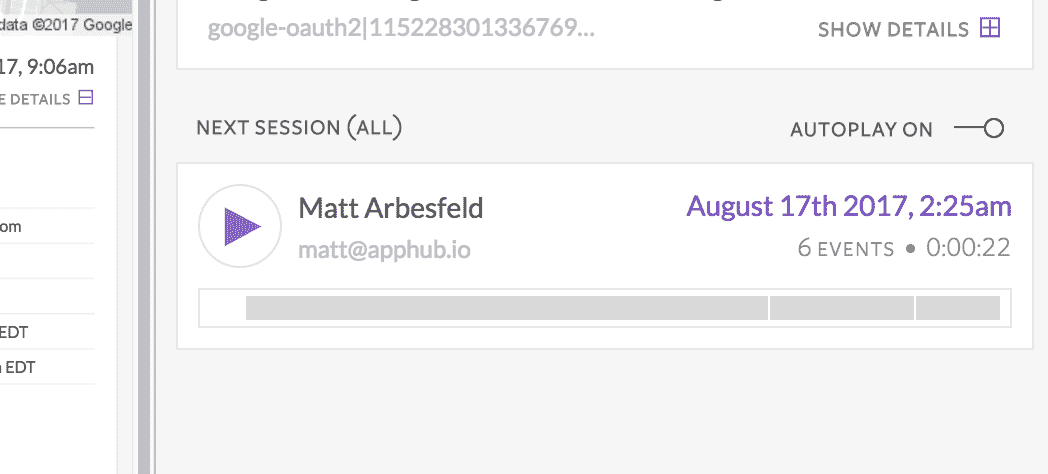 data ©2017 Google
17, 9:06am
E DETAILS
om
EDT
EDT
google-oauth2|115228301336769...
SHOW DETAILS
NEXT SESSION (ALL)
AUTOPLAY ON
Matt Arbesfeld
August 17th 2017, 2:25am
matt@apphub.io
6 EVENTS • 0:00:22